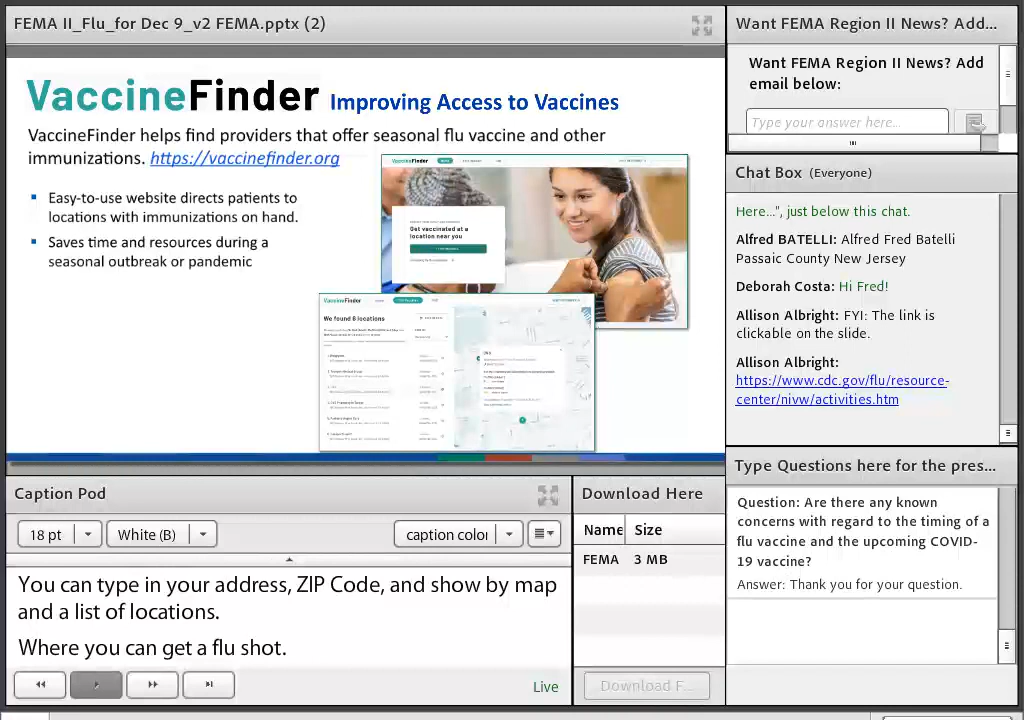 FEMA II_Flu_for Dec 9_v2 FEMA.pptx (2)
VaccineFinder Improving Access to Vaccines
VaccineFinder helps find providers that offer seasonal flu vaccine and other
immunizations. https://vaccinefinder.org
Easy-to-use website directs patients to
locations with immunizations on hand.
Saves time and resources during a
seasonal outbreak or pandemic
VaccineFinder
Get vaccinated at a
location near you
VaccineFinder
We found 8 locations
Want FEMA Region II News? Add...
Want FEMA Region II News? Add
email below:
Type your answer here...
Chat Box (Everyone)
Here...", just below this chat.
Alfred BATELLI: Alfred Fred Batelli
Passaic County New Jersey
Deborah Costa: Hi Fred!
Allison Albright: FYI: The link is
clickable on the slide.
Allison Albright:
https://www.cdc.gov/flu/resource-
center/nivw/activities.htm
Type Questions here for the pres...
Question: Are there any known
concerns with regard to the timing of a
flu vaccine and the upcoming COVID-
19 vaccine?
Answer: Thank you for your question.
Caption Pod
18 pt White (B) caption color
You can type in your address, ZIP Code, and show by map
and a list of locations.
Where you can get a flu shot.
Live
Download Here
Name Size
FEMA 3 MB
Download F...